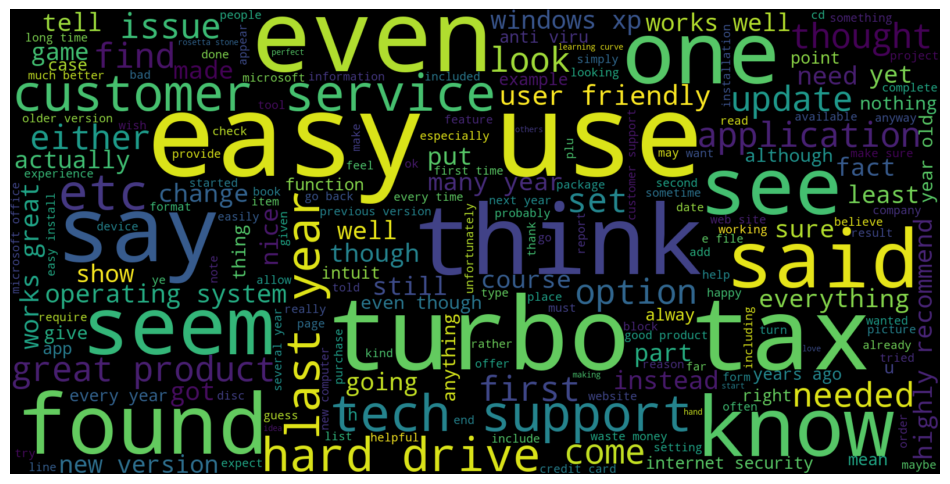 tell
issue
even
windows xp
one
works well
thought
people
long time
game
find
appear
done
anti viru
look
cd
something
rosetta stone
perfect
learning curve
simply
looking
point
case
made
much better
bad
microsoft
information
included
example
need
yet
project
installation
customer service
tool
user friendly
update
nothing
complete
older version
wish
easy use
feature
others
application
read
available
anyway
either
check
provide
make
especially
customer support
may
want
make sure
actually
experience
feel
ok
put
plu
although
fact
year olde
first time
see
least
etc
change
started
book
function
many year
package
set
second
sometime
great
works great
easy install
format
item
go back
every time
next year
date
web site
company
easily
given
previous version
probably
say
think
said
device
nice
well
unfortunately
thank
go
report
e file
working
believe
sure
result
thing
show
last year
though
intuit
add
help
microsoft office
note
operating system
told
still
course
type
place
happy
everything
highly recommend
require
ye
allow
even though
must
option
seem
turbo tax
give
app
really
page
several year
kind
rather
block
good product
alway
turn
picture
wanted
already
including
great product
purchase
anything
offer
reason
far
part
love
tried
u
got
disc
going
first
instead
form
start
years ago
every year
new computer
making
website
hand
often
right
needed
order
found
guess
th
tech support
know
try
idea
list
helpful
end
include
waste money
setting
mean
line
expect
new version
hard drive
come
credit card
internet security
maybe